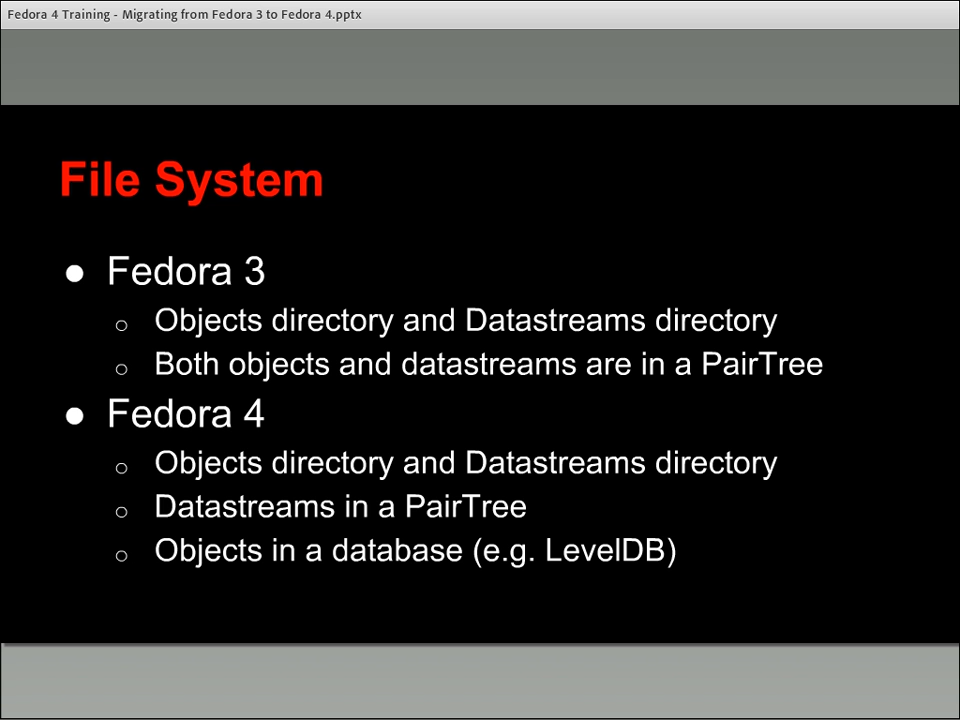 Fedora 4 Training - Migrating from Fedora 3 to Fedora 4.pptx
File System
● Fedora 3
o Objects directory and Datastreams directory
o Both objects and datastreams are in a PairTree
● Fedora 4
o Objects directory and Datastreams directory
o Datastreams in a PairTree
o Objects in a database (e.g. LevelDB)